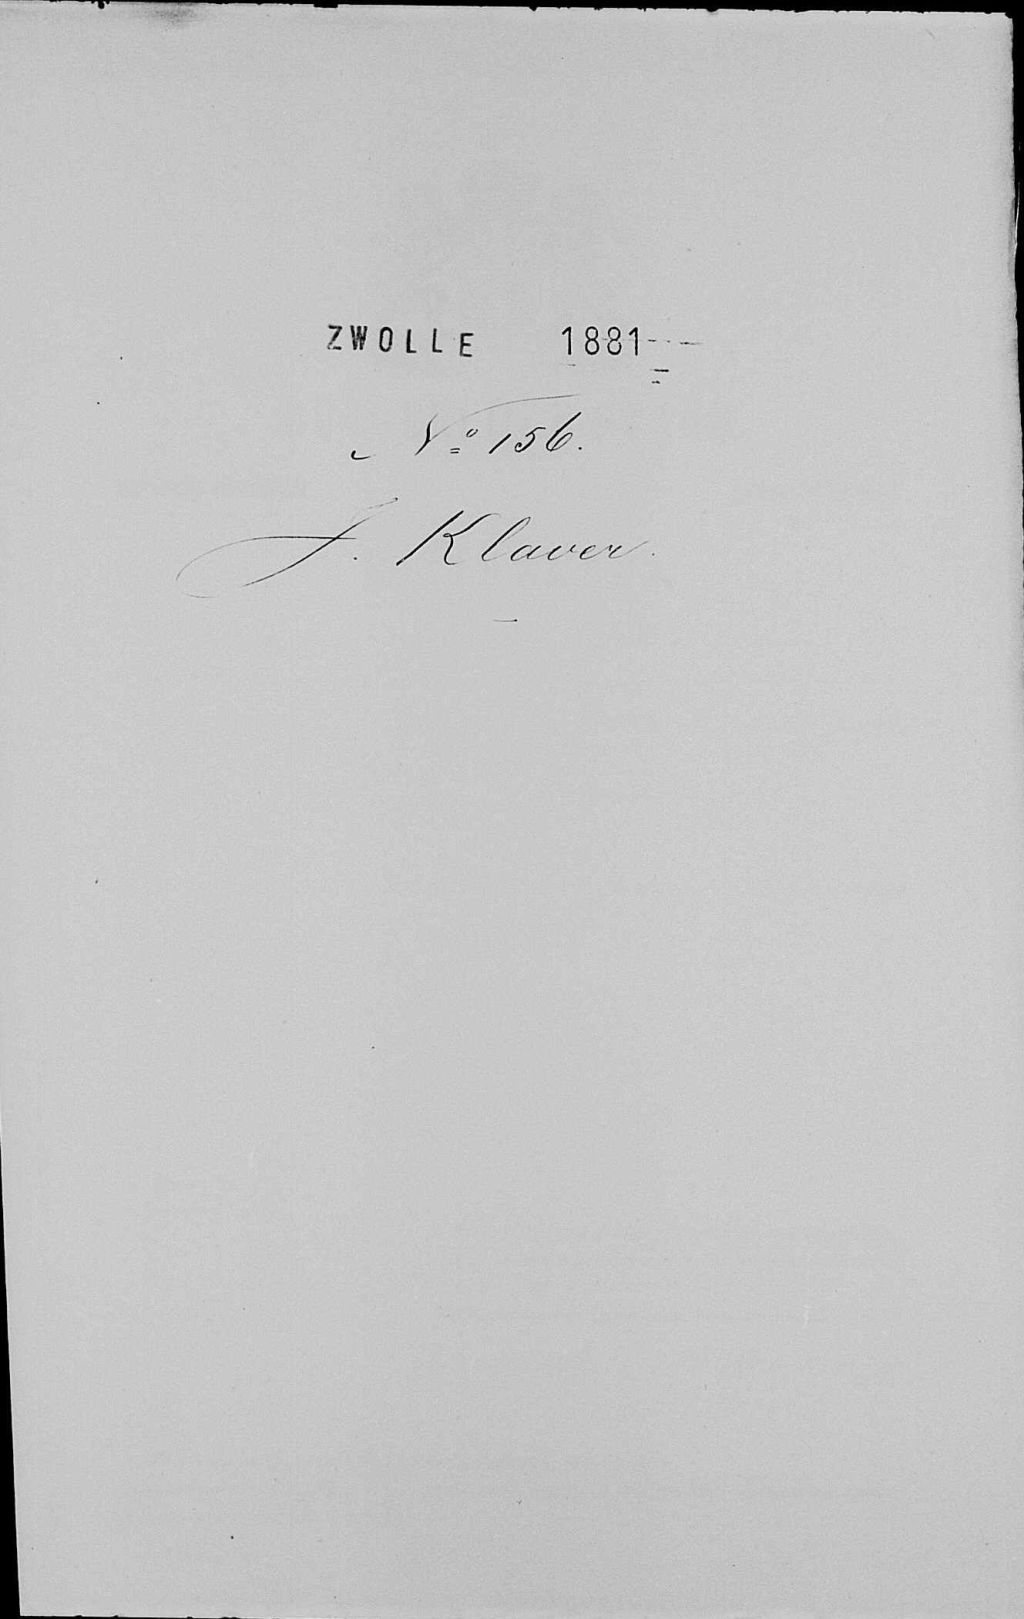 ZWOLLE 1881
Nº 156.
J. Klaver.